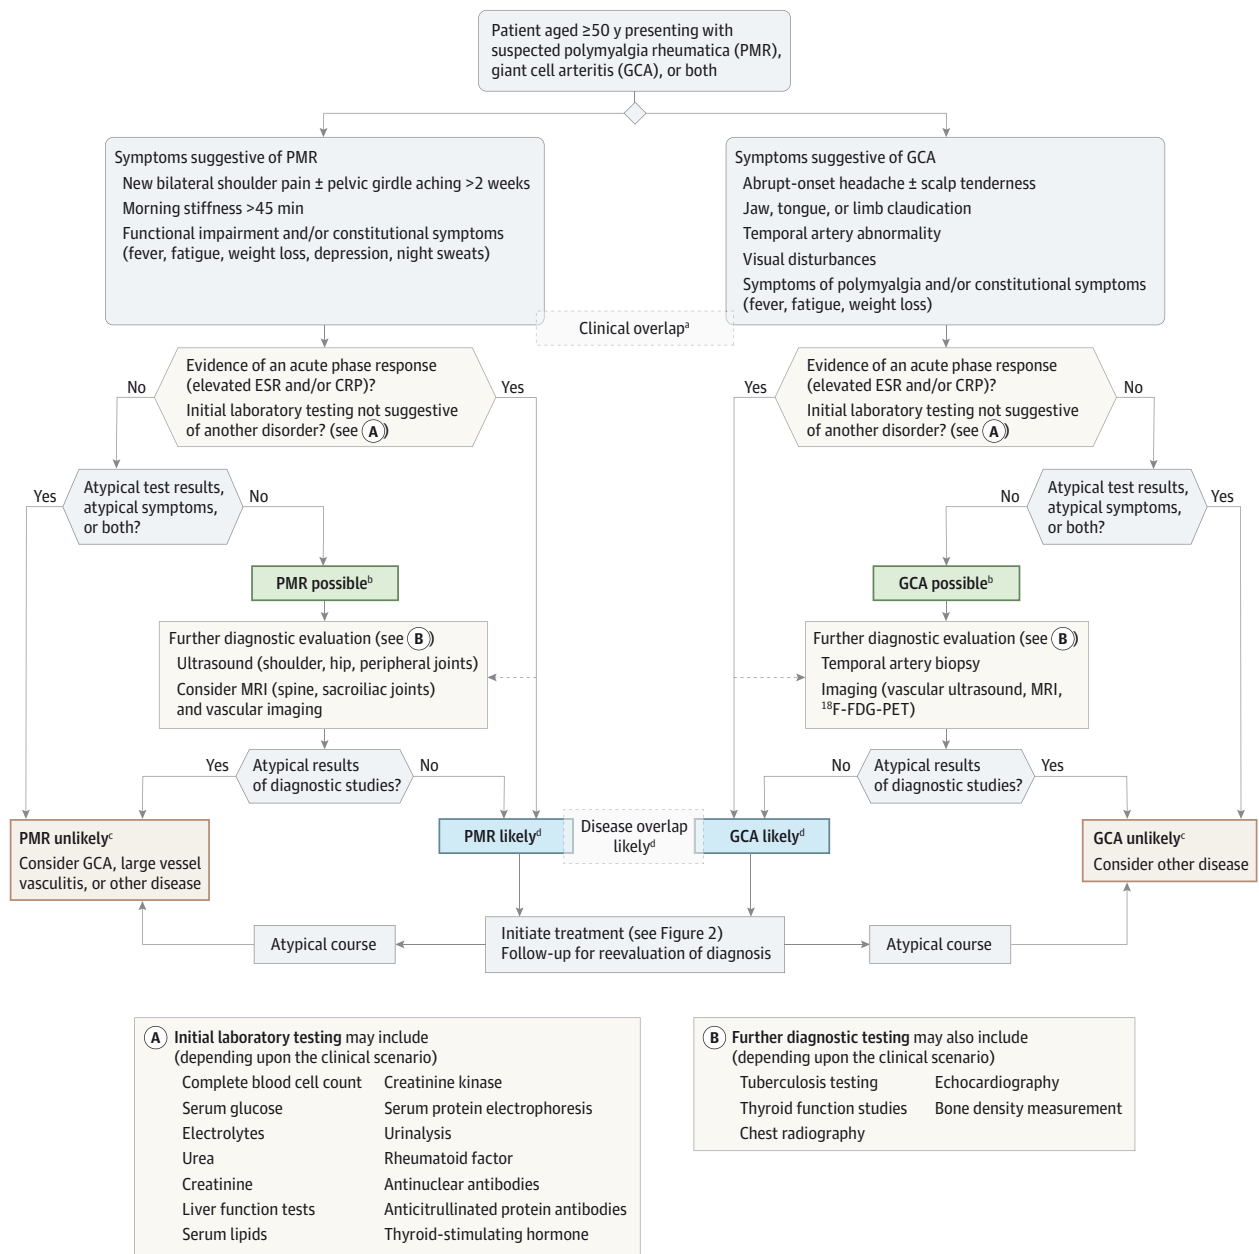 Patient aged ≥50 y presenting with
suspected polymyalgia rheumatica (PMR),
giant cell arteritis (GCA), or both
Symptoms suggestive of PMR
New bilateral shoulder pain ± pelvic girdle aching >2 weeks
Morning stiffness >45 min
Functional impairment and/or constitutional symptoms
(fever, fatigue, weight loss, depression, night sweats)
Symptoms suggestive of GCA
Abrupt-onset headache ± scalp tenderness
Jaw, tongue, or limb claudication
Temporal artery abnormality
Visual disturbances
Symptoms of polymyalgia and/or constitutional symptoms
(fever, fatigue, weight loss)
Clinical overlapᵃ
No
Evidence of an acute phase response
(elevated ESR and/or CRP)?
Initial laboratory testing not suggestive
of another disorder? (see A)
Yes
Yes
Evidence of an acute phase response
(elevated ESR and/or CRP)?
Initial laboratory testing not suggestive
of another disorder? (see A)
No
Yes
Atypical test results,
atypical symptoms,
or both?
No
No
Atypical test results,
atypical symptoms,
or both?
Yes
PMR possibleᵇ
GCA possibleᵇ
Further diagnostic evaluation (see B)
Ultrasound (shoulder, hip, peripheral joints)
Consider MRI (spine, sacroiliac joints)
and vascular imaging
Further diagnostic evaluation (see B)
Temporal artery biopsy
Imaging (vascular ultrasound, MRI,
¹⁸F-FDG-PET)
Yes
Atypical results
of diagnostic studies?
No
No
Atypical results
of diagnostic studies?
Yes
PMR unlikelyᶜ
Consider GCA, large vessel
vasculitis, or other disease
PMR likelyᵈ
Disease overlap
likelyᵈ
GCA likelyᵈ
GCA unlikelyᶜ
Consider other disease
Atypical course
Initiate treatment (see Figure 2)
Follow-up for reevaluation of diagnosis
Atypical course
A Initial laboratory testing may include
(depending upon the clinical scenario)
Complete blood cell count
Serum glucose
Electrolytes
Urea
Creatinine
Liver function tests
Serum lipids
Creatinine kinase
Serum protein electrophoresis
Urinalysis
Rheumatoid factor
Antinuclear antibodies
Anticitrullinated protein antibodies
Thyroid-stimulating hormone
B Further diagnostic testing may also include
(depending upon the clinical scenario)
Tuberculosis testing
Thyroid function studies
Chest radiography
Echocardiography
Bone density measurement